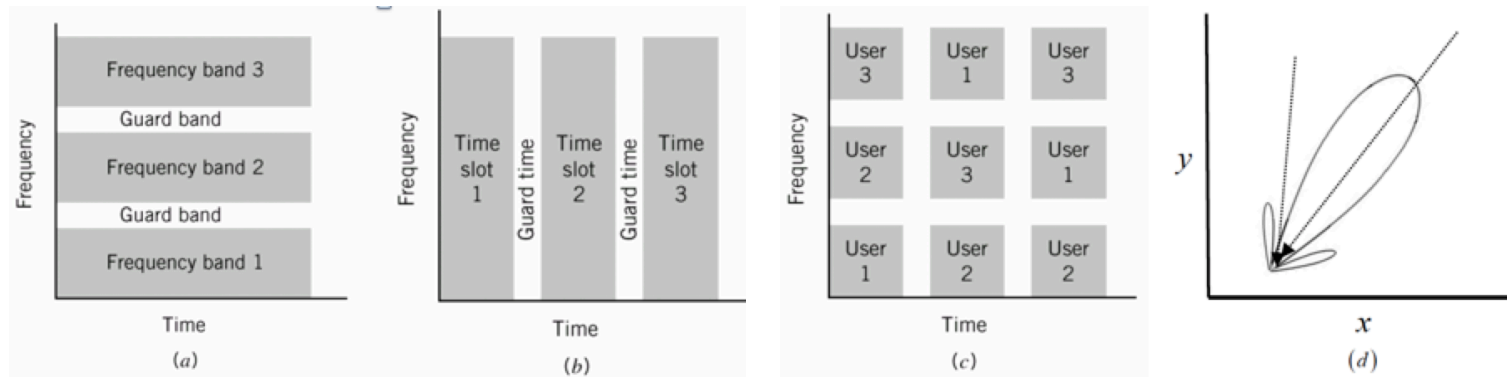 Frequency
Frequency band 3
Guard band
Frequency band 2
Guard band
Frequency band 1
Time
(a)
Frequency
Time
slot
1
Guard time
Time
slot
2
Guard time
Time
slot
3
Time
(b)
Frequency
User
3
User
1
User
3
User
2
User
3
User
1
User
1
User
2
User
2
Time
(c)
y
x
(d)